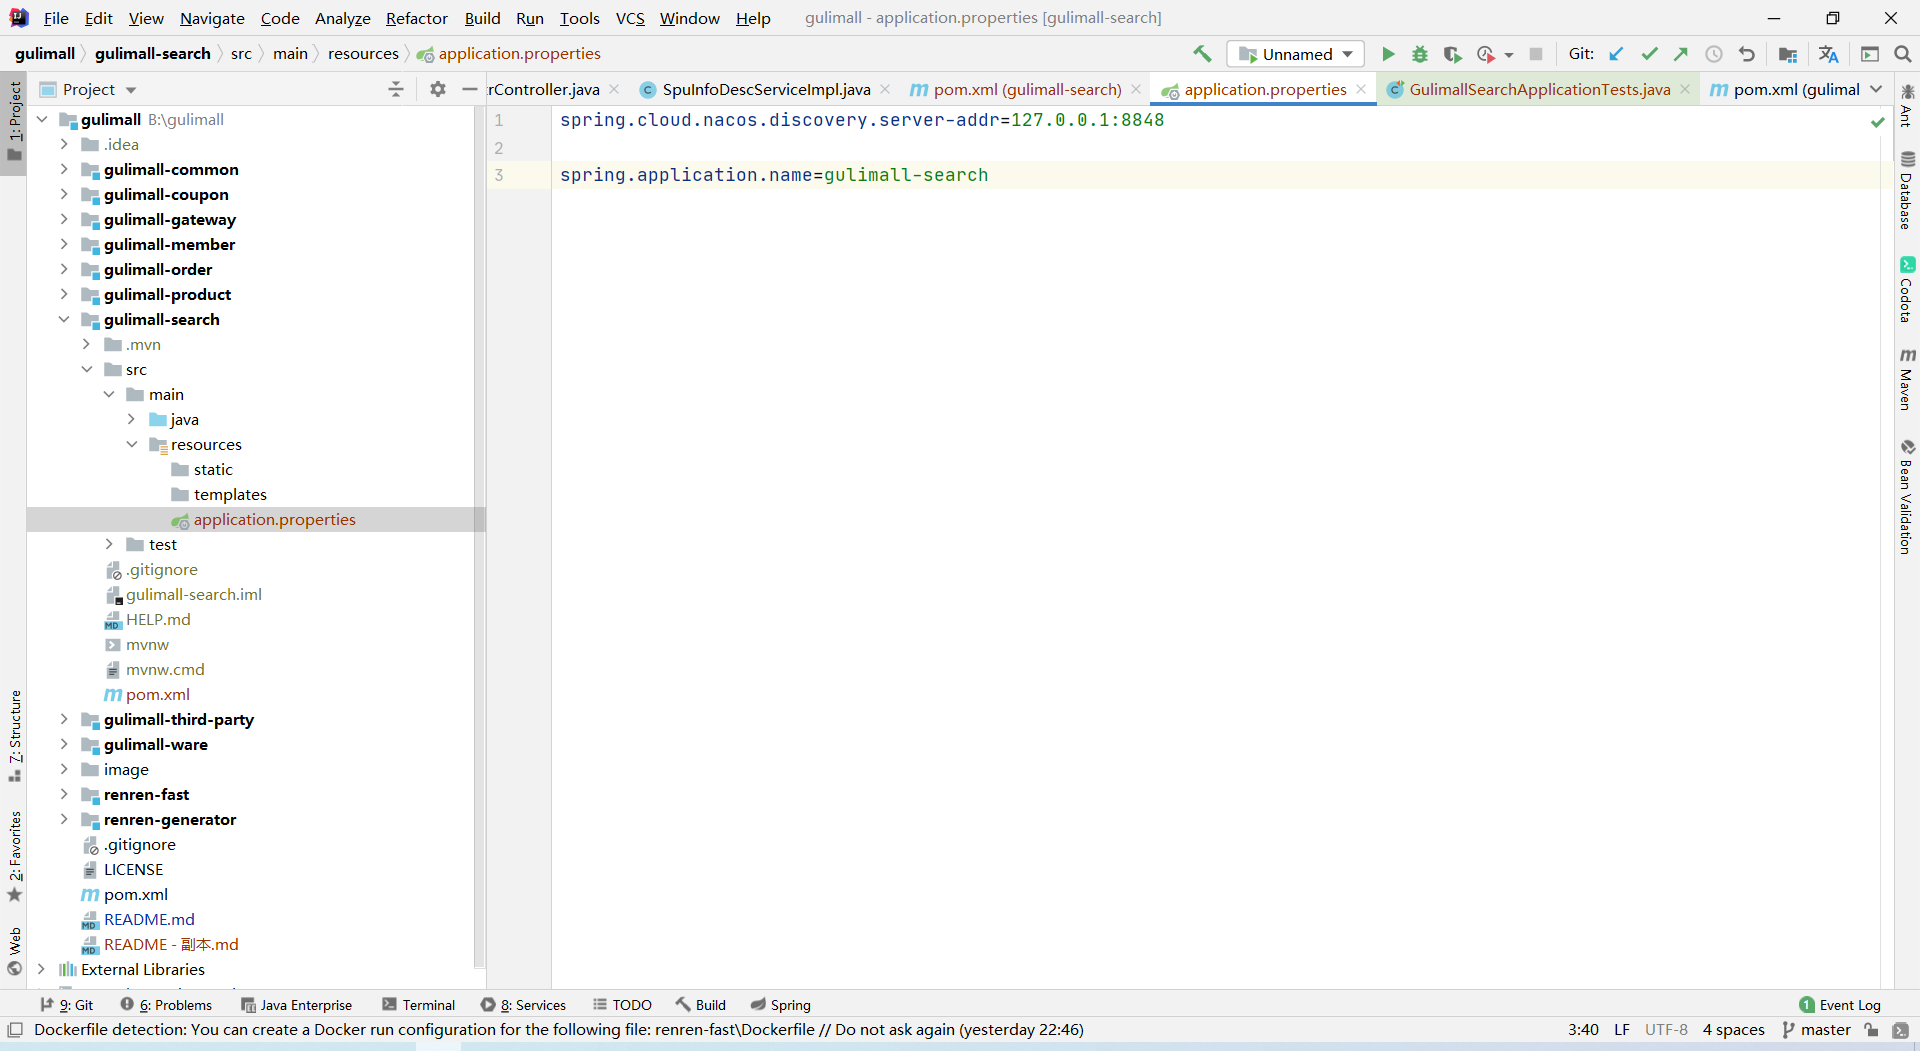 File Edit View Navigate Code Analyze Refactor Build Run Tools VCS Window Help gulimall - application.properties [gulimall-search]
gulimall gulimall-search src main resources application.properties Unnamed Git:
Project
trController.java SpuInfoDescServiceImpl.java pom.xml (gulimall-search) application.properties GulimallSearchApplicationTests.java pom.xml (gulimal
1: Project
7: Structure
2: Favorites
Web
gulimall B:\gulimall
.idea
gulimall-common
gulimall-coupon
gulimall-gateway
gulimall-member
gulimall-order
gulimall-product
gulimall-search
.mvn
src
main
java
resources
static
templates
application.properties
test
.gitignore
gulimall-search.iml
HELP.md
mvnw
mvnw.cmd
pom.xml
gulimall-third-party
gulimall-ware
image
renren-fast
renren-generator
.gitignore
LICENSE
pom.xml
README.md
README - 副本.md
External Libraries
1 spring.cloud.nacos.discovery.server-addr=127.0.0.1:8848
2
3 spring.application.name=gulimall-search
Ant
Database
Codota
Maven
Bean Validation
9: Git 6: Problems Java Enterprise Terminal 8: Services TODO Build Spring 1 Event Log
Dockerfile detection: You can create a Docker run configuration for the following file: renren-fast\Dockerfile // Do not ask again (yesterday 22:46) 3:40 LF UTF-8 4 spaces master